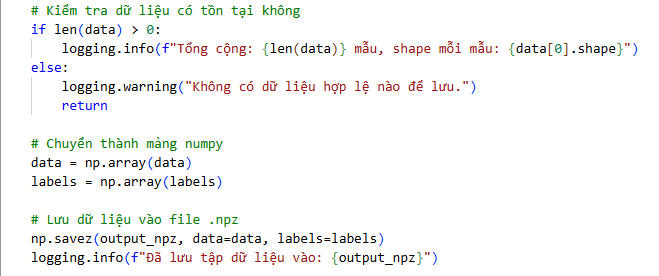 # Kiểm tra dữ liệu có tồn tại không
if len(data) > 0:
    logging.info(f"Tổng cộng: {len(data)} mẫu, shape mỗi mẫu: {data[0].shape}")
else:
    logging.warning("Không có dữ liệu hợp lệ nào để lưu.")
    return
# Chuyển thành mảng numpy
data = np.array(data)
labels = np.array(labels)
# Lưu dữ liệu vào file .npz
np.savez(output_npz, data=data, labels=labels)
logging.info(f"Đã lưu tập dữ liệu vào: {output_npz}")